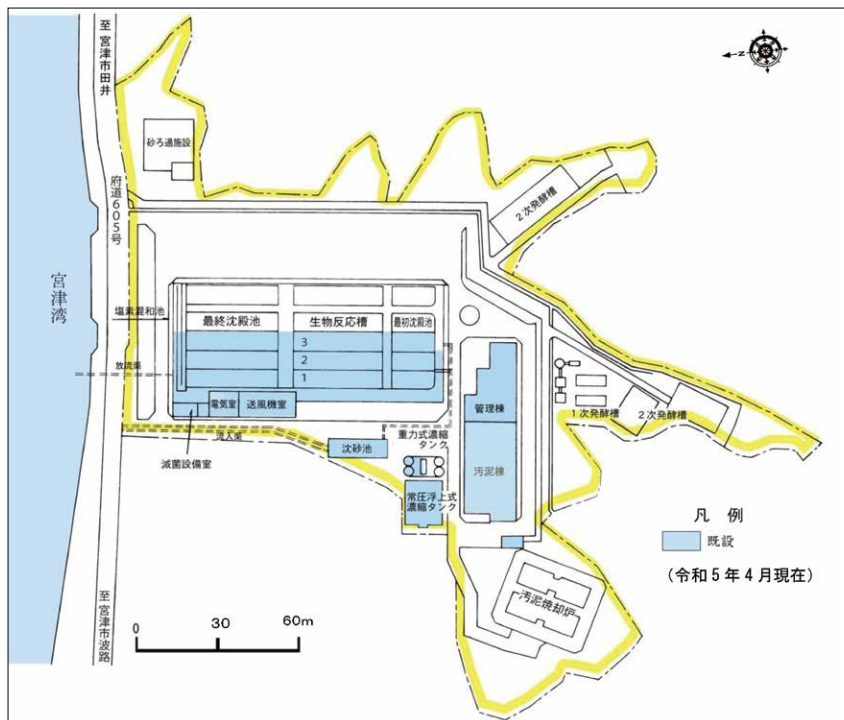 至 宮津市田井
N
砂ろ過施設
府道605号
2次発酵槽
宮津湾
塩素混和池
最終沈殿池
生物反応槽
最初沈殿池
3
2
1
放流渠
電気室
送風機室
管理棟
1次発酵槽
2次発酵槽
流入渠
滅菌設備室
沈砂池
重力式濃縮
タンク
汚泥棟
常圧浮上式
濃縮タンク
凡 例
既設
(令和5年4月現在)
汚泥焼却炉
至 宮津市波路
0
30
60m